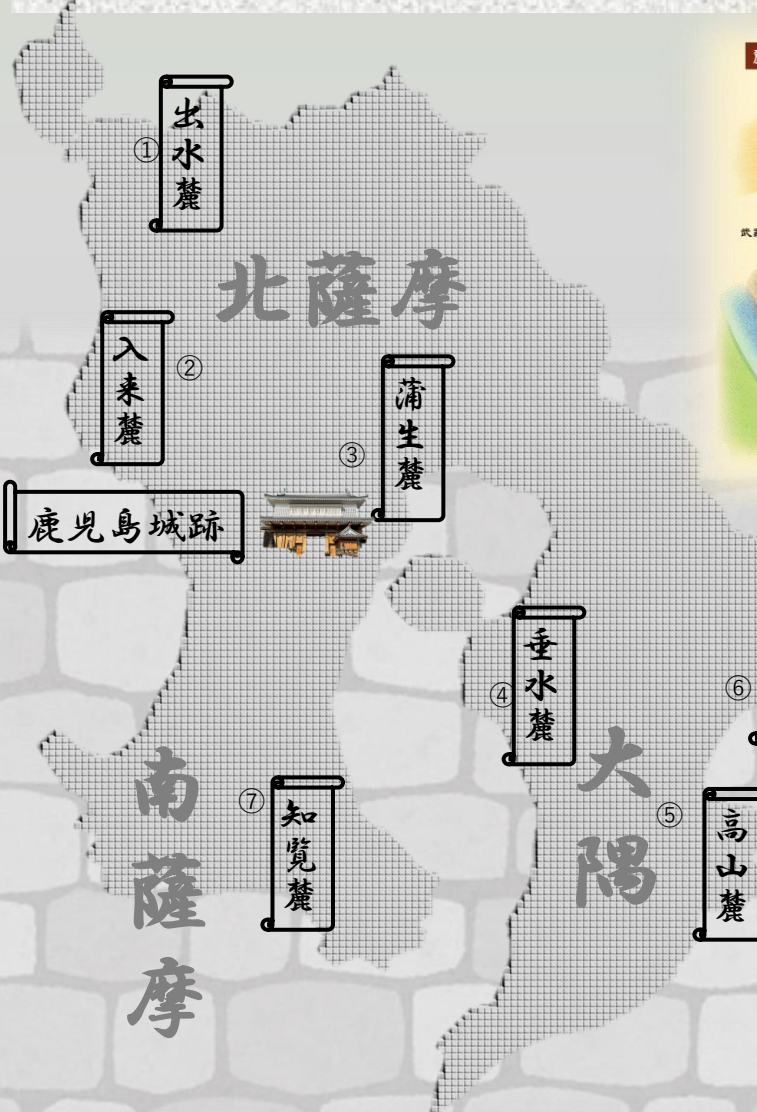 ①
出水麓
北薩摩
入来麓
②
蒲生麓
③
鹿児島城跡
垂水麓
④
大隅
⑥
⑤
高山麓
南薩摩
⑦
知覧麓